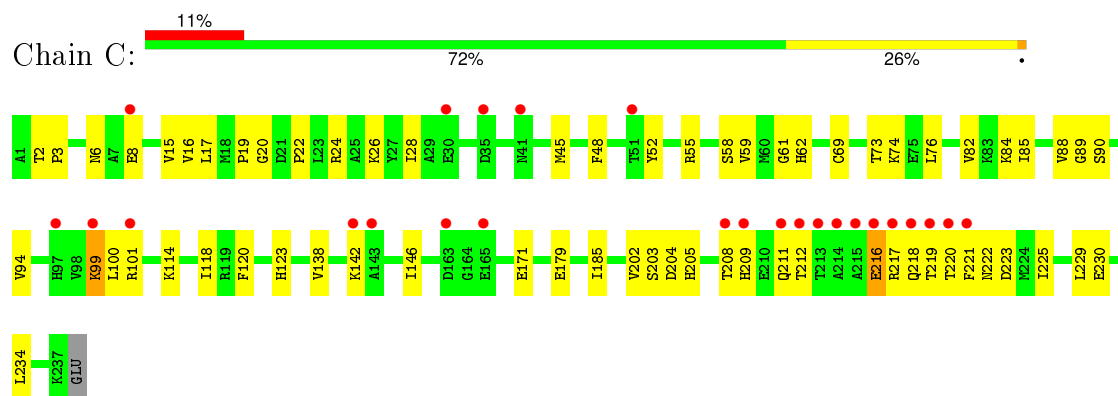 11%
Chain C:
72% 26% •
A1 T2 P3 N6 A7 E8 V15 V16 L17 M18 P19 G20 D21 P22 L23 R24 A25 K26 Y27 I28 A29 E30 D35 N41 M45 F48 T51 Y52 R55 S58 V59 M60 G61 H62 C69 T73 K74 E75 L76 V82 K83 K84 I85 V88 G89 S90
V94 H97 V98 K99 L100 R101 K114 I118 R119 F120 H123 V138 K142 A143 I146 D163 G164 E165 E171 E179 I185 V202 S203 D204 H205 T208 H209 E210 Q211 T212 T213 A214 A215 E216 R217 Q218 T219 T220 F221 N222 D223 M224 I225 L229 E230
L234 K237 GLU